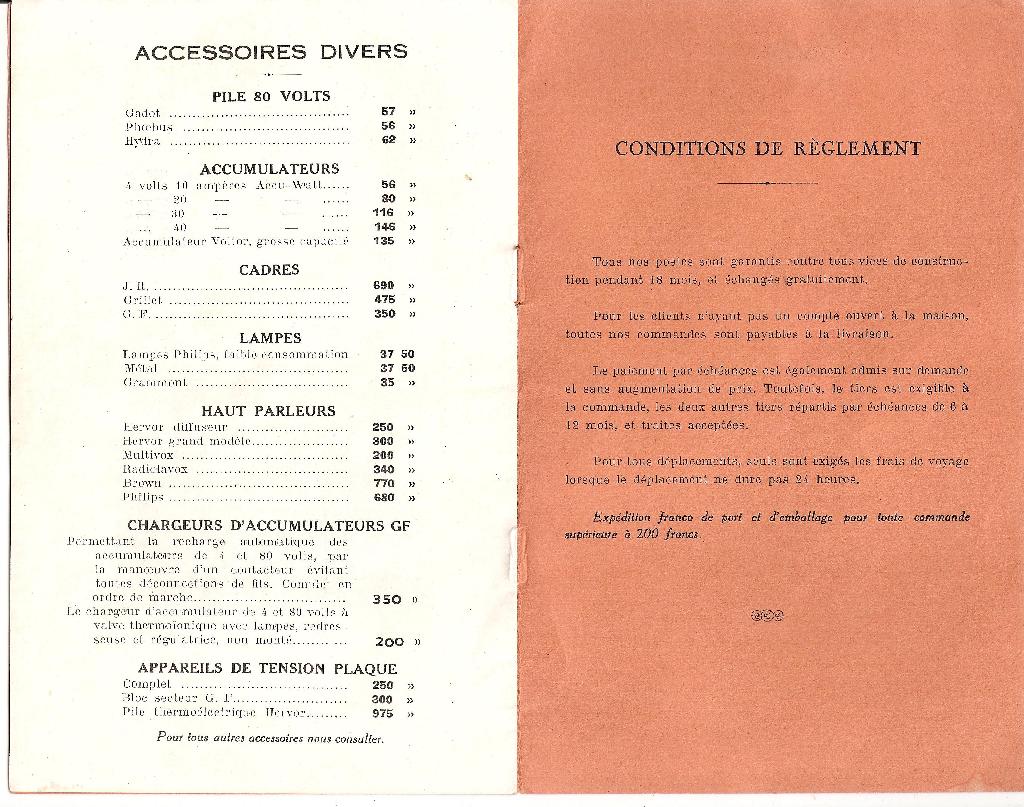 ACCESSOIRES DIVERS
PILE 80 VOLTS
Gadot ........................................ 57 »
Phœbus ..................................... 56 »
Hydra ........................................ 62 »
ACCUMULATEURS
4 volts 10 ampères Accu-Watt...... 56 »
— 20 — — ...... 80 »
— 30 — — ...... 116 »
— 40 — — ...... 146 »
Accumulateur Voltor, grosse capacité 135 »
CADRES
J. R. ........................................... 690 »
Grillet ........................................ 475 »
G. F. ........................................... 350 »
LAMPES
Lampes Philips, faible consommation 37 50
Métal ......................................... 37 50
Grammont .................................. 35 »
HAUT PARLEURS
Hervor diffuseur ......................... 250 »
Hervor grand modèle..................... 300 »
Multivox ..................................... 200 »
Radiolavox .................................. 340 »
Brown ........................................ 770 »
Philips ........................................ 680 »
CHARGEURS D'ACCUMULATEURS GF
Permettant la recharge automatique des
accumulateurs de 4 et 80 volts, par
la manœuvre d'un contacteur évitant
toutes déconnections de fils. Complet en
ordre de marche.................................. 350 »
Le chargeur d'accumulateur de 4 et 80 volts à
valve thermoïonique avec lampes, redres-
seuse et régulatrice, non monté........... 200 »
APPAREILS DE TENSION PLAQUE
Complet ..................................... 250 »
Bloc secteur G. F......................... 300 »
Pile thermoélectrique Hervor......... 975 »
Pour tous autres accessoires nous consulter.
CONDITIONS DE RÈGLEMENT
Tous nos postes sont garantis contre tous vices de construc-
tion pendant 18 mois, et échangés gratuitement.
Pour les clients n'ayant pas un compte ouvert à la maison,
toutes nos commandes sont payables à la livraison.
Le paiement par échéances est également admis sur demande
et sans augmentation de prix. Toutefois, le tiers est exigible à
la commande, les deux autres tiers répartis par échéances de 6 à
12 mois, et traites acceptées.
Pour tous déplacements, seuls sont exigés les frais de voyage
lorsque le déplacement ne dure pas 24 heures.
Expédition franco de port et d'emballage pour toute commande
supérieure à 200 francs.